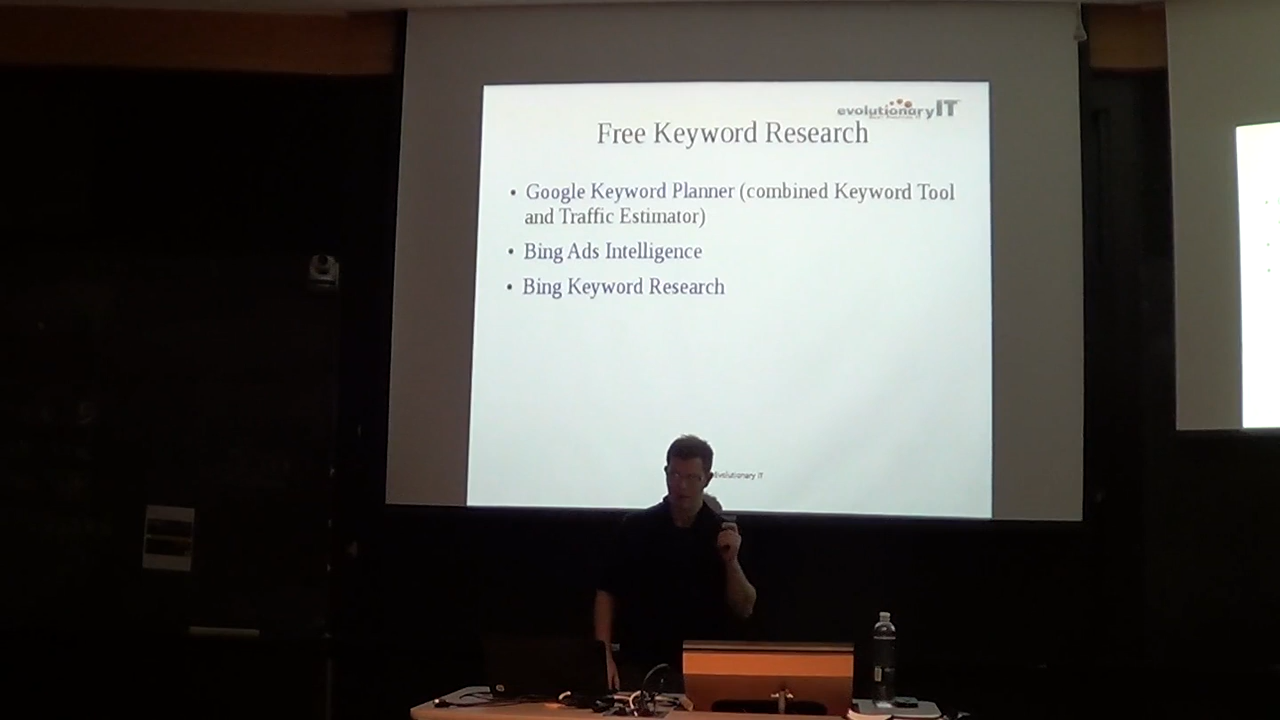 evolutionaryIT
Free Keyword Research
• Google Keyword Planner (combined Keyword Tool
and Traffic Estimator)
• Bing Ads Intelligence
• Bing Keyword Research
Evolutionary IT